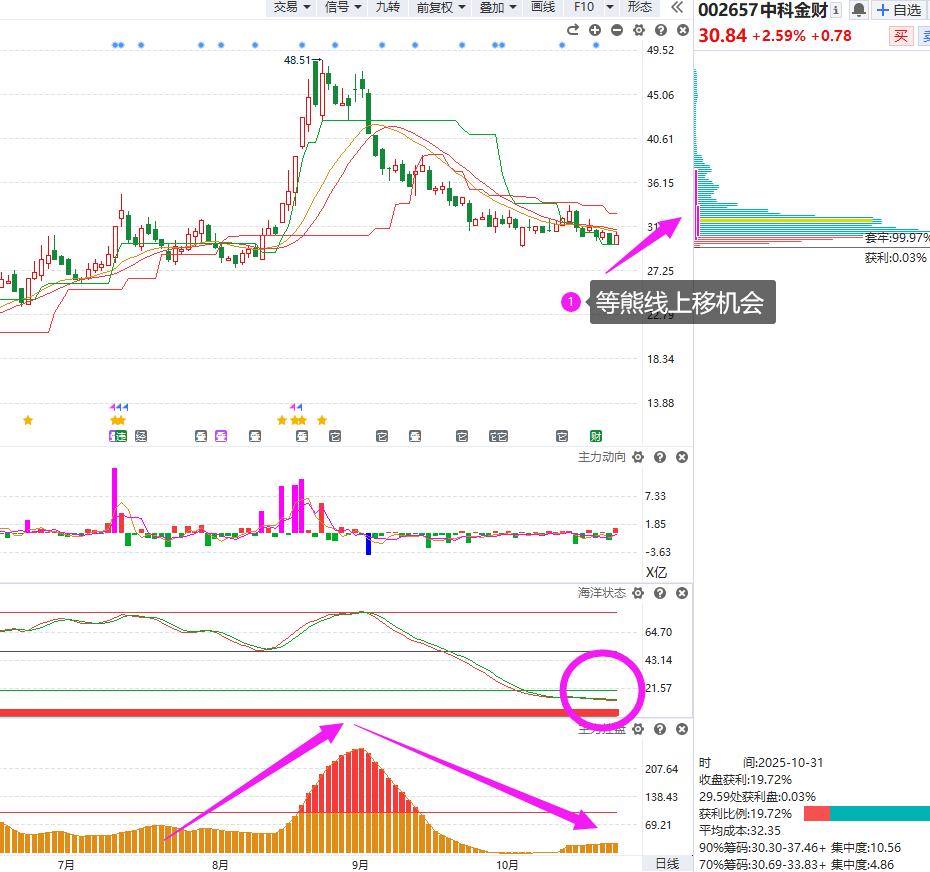 交易 信号 九转 前复权 叠加 画线 F10 形态
002657中科金财 自选
30.84 +2.59% +0.78 买
49.52
48.51
45.06
40.61
36.15
套牢:99.97%
获利:0.03%
27.25
1 等熊线上移机会
22.79
18.34
13.88
主力动向
7.33
1.85
-3.63
X亿
海洋状态
64.70
43.14
21.57
主力控盘
207.64
138.43
69.21
时 间:2025-10-31
收盘获利:19.72%
29.59处获利盘:0.03%
获利比例:19.72%
平均成本:32.35
90%筹码:30.30-37.46+ 集中度:10.56
70%筹码:30.69-33.83+ 集中度:4.86
7月 8月 9月 10月 日线